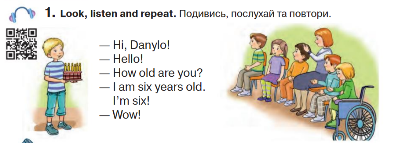 1. Look, listen and repeat. Подивись, послухай та повтори.
— Hi, Danylo!
— Hello!
— How old are you?
— I am six years old.
I'm six!
— Wow!